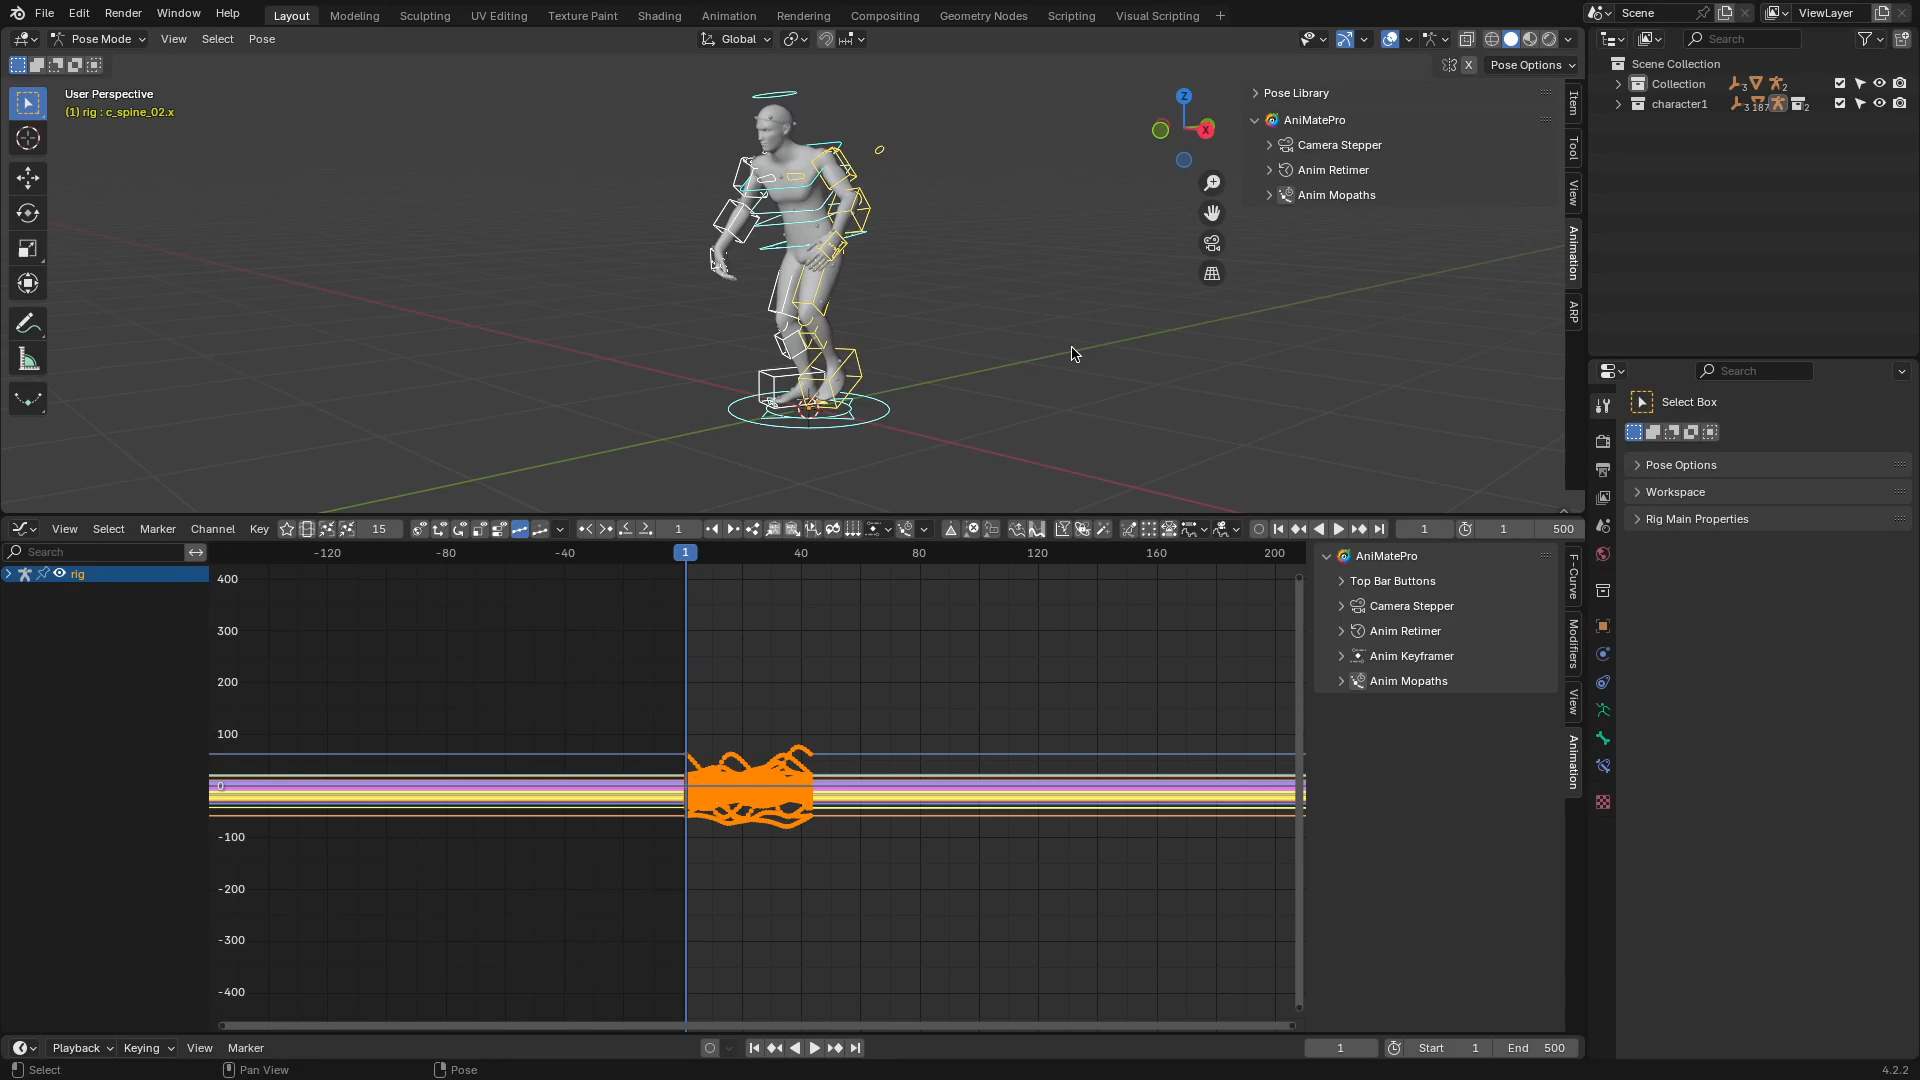 File Edit Render Window Help
Layout Modeling Sculpting UV Editing Texture Paint Shading Animation Rendering Compositing Geometry Nodes Scripting Visual Scripting +
Scene ViewLayer
Pose Mode View Select Pose
Global
Search
X Pose Options
User Perspective
(1) rig : c_spine_02.x
Z
X
Pose Library
AniMatePro
Camera Stepper
Anim Retimer
Anim Mopaths
Item
Tool
View
Animation
ARP
Scene Collection
Collection 3 2
character1 3 187 2
Search
Select Box
Pose Options
Workspace
Rig Main Properties
View Select Marker Channel Key 15 1 1 1 500
Search
-120 -80 -40 1 40 80 120 160 200
rig
400
300
200
100
0
-100
-200
-300
-400
AniMatePro
Top Bar Buttons
Camera Stepper
Anim Retimer
Anim Keyframer
Anim Mopaths
F-Curve
Modifiers
View
Animation
Playback Keying View Marker 1 Start 1 End 500
Select Pan View Pose 4.2.2